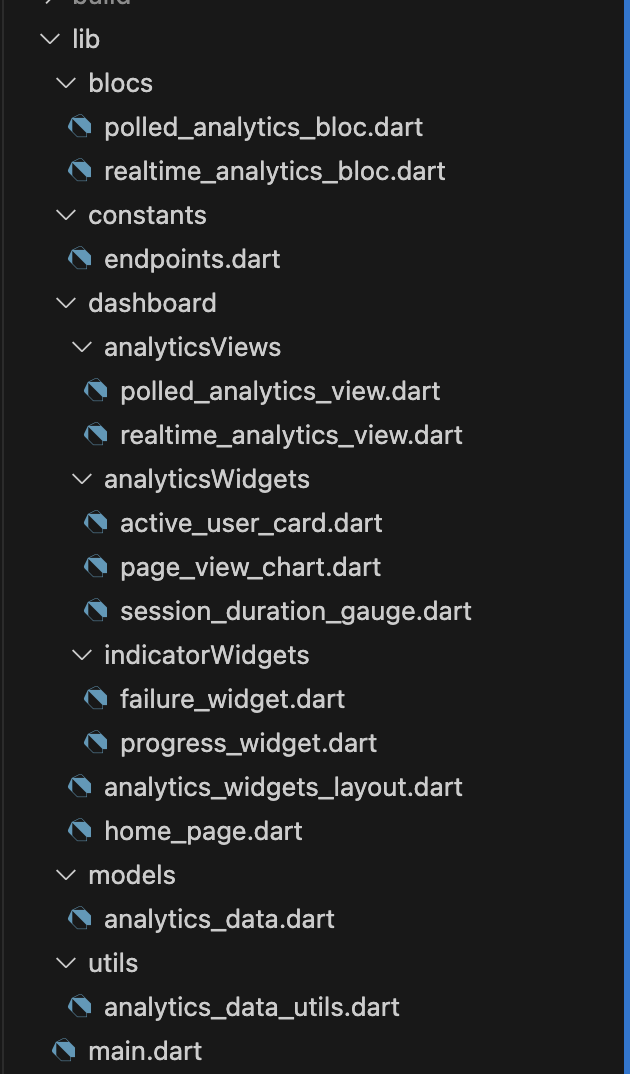 build
lib
blocs
polled_analytics_bloc.dart
realtime_analytics_bloc.dart
constants
endpoints.dart
dashboard
analyticsViews
polled_analytics_view.dart
realtime_analytics_view.dart
analyticsWidgets
active_user_card.dart
page_view_chart.dart
session_duration_gauge.dart
indicatorWidgets
failure_widget.dart
progress_widget.dart
analytics_widgets_layout.dart
home_page.dart
models
analytics_data.dart
utils
analytics_data_utils.dart
main.dart